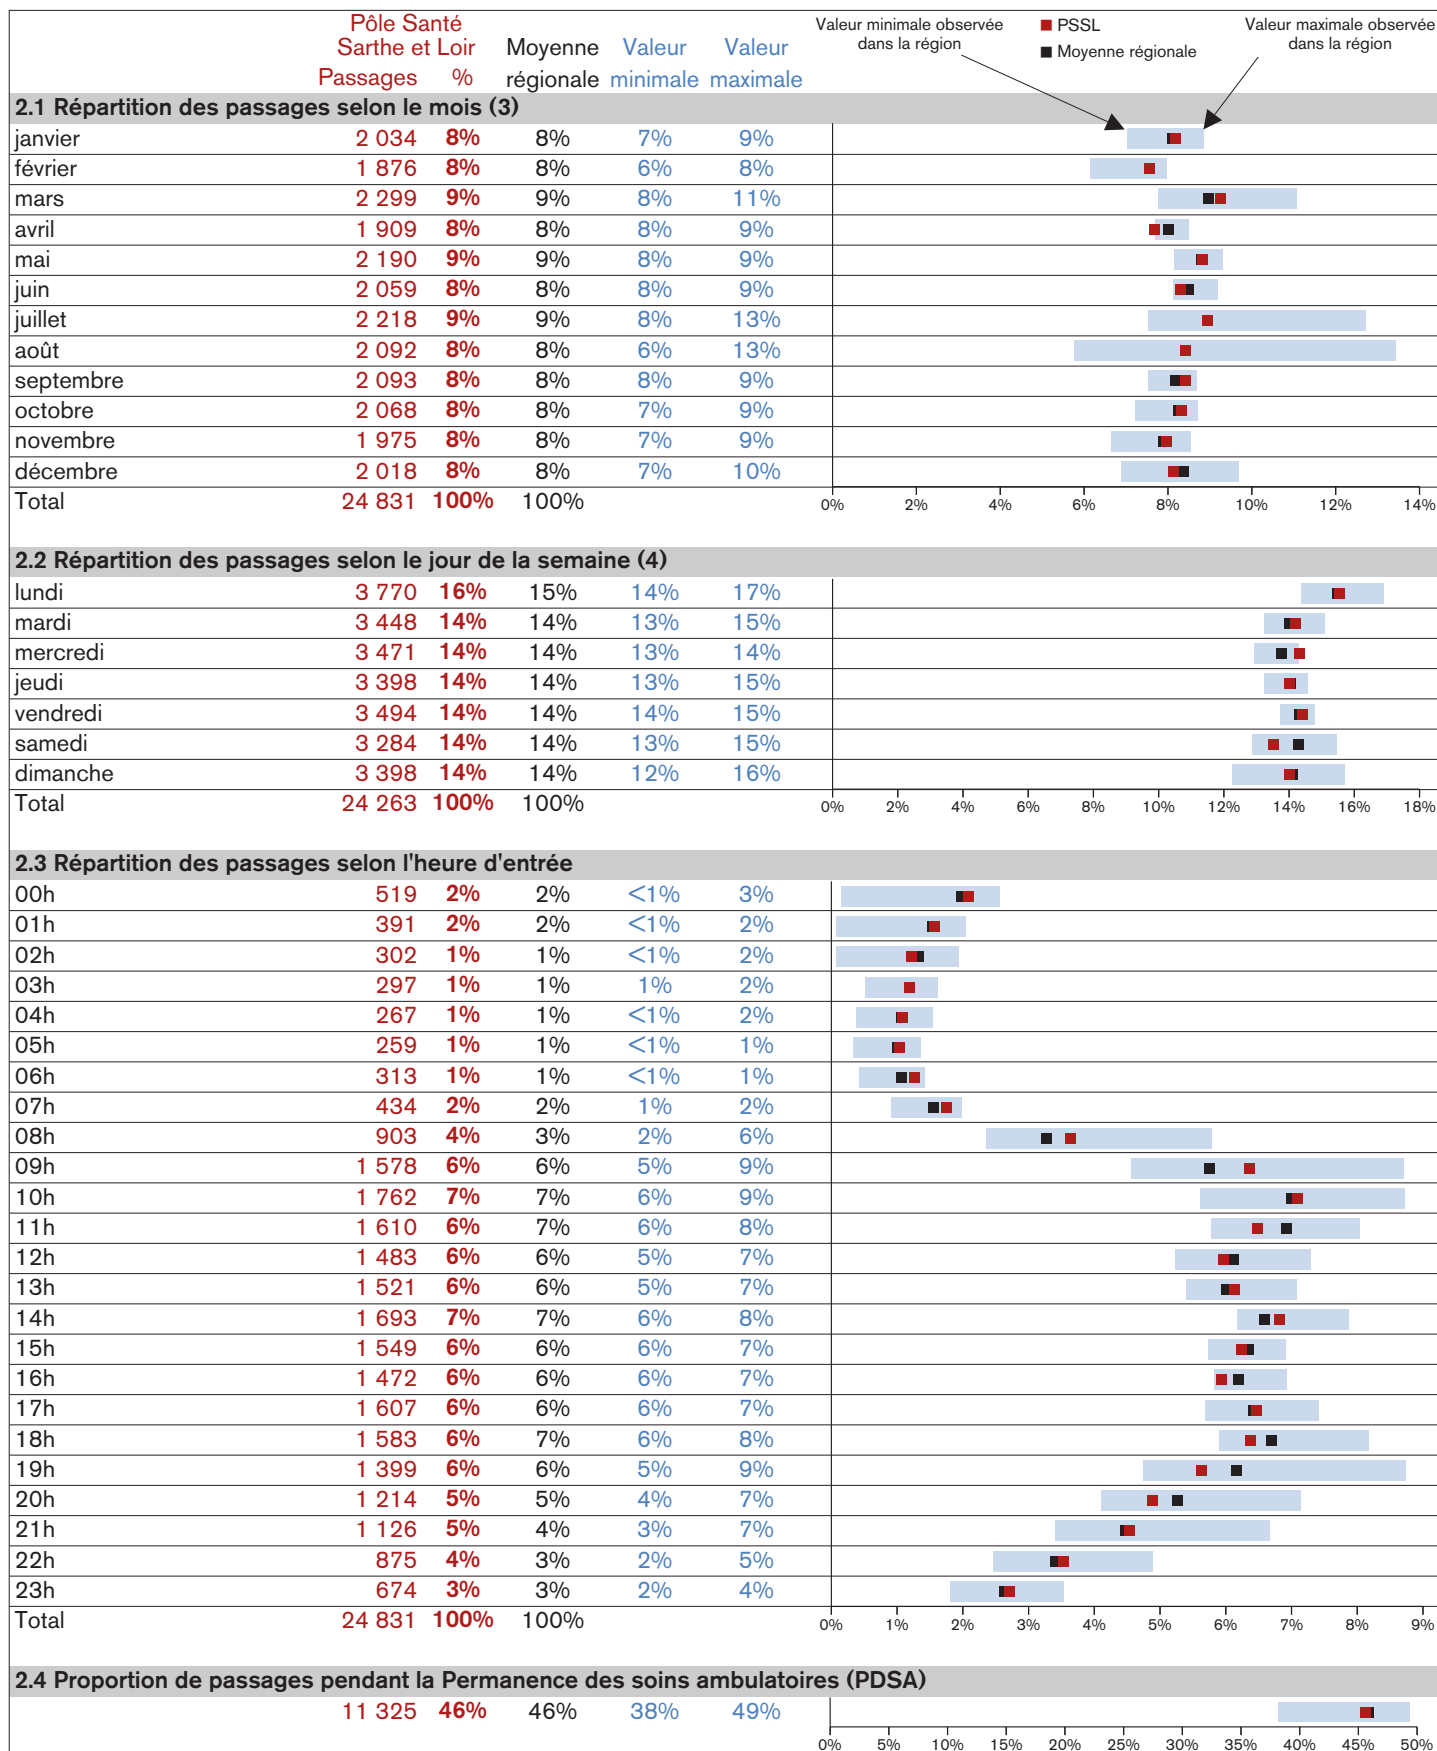 Pôle Santé
Sarthe et Loir Moyenne Valeur Valeur
Passages % régionale minimale maximale
Valeur minimale observée
dans la région
PSSL
Moyenne régionale
Valeur maximale observée
dans la région
2.1 Répartition des passages selon le mois (3)
janvier 2 034 8% 8% 7% 9%
février 1 876 8% 8% 6% 8%
mars 2 299 9% 9% 8% 11%
avril 1 909 8% 8% 8% 9%
mai 2 190 9% 9% 8% 9%
juin 2 059 8% 8% 8% 9%
juillet 2 218 9% 9% 8% 13%
août 2 092 8% 8% 6% 13%
septembre 2 093 8% 8% 8% 9%
octobre 2 068 8% 8% 7% 9%
novembre 1 975 8% 8% 7% 9%
décembre 2 018 8% 8% 7% 10%
Total 24 831 100% 100%
0% 2% 4% 6% 8% 10% 12% 14%
2.2 Répartition des passages selon le jour de la semaine (4)
lundi 3 770 16% 15% 14% 17%
mardi 3 448 14% 14% 13% 15%
mercredi 3 471 14% 14% 13% 14%
jeudi 3 398 14% 14% 13% 15%
vendredi 3 494 14% 14% 14% 15%
samedi 3 284 14% 14% 13% 15%
dimanche 3 398 14% 14% 12% 16%
Total 24 263 100% 100%
0% 2% 4% 6% 8% 10% 12% 14% 16% 18%
2.3 Répartition des passages selon l'heure d'entrée
00h 519 2% 2% <1% 3%
01h 391 2% 2% <1% 2%
02h 302 1% 1% <1% 2%
03h 297 1% 1% 1% 2%
04h 267 1% 1% <1% 2%
05h 259 1% 1% <1% 1%
06h 313 1% 1% <1% 1%
07h 434 2% 2% 1% 2%
08h 903 4% 3% 2% 6%
09h 1 578 6% 6% 5% 9%
10h 1 762 7% 7% 6% 9%
11h 1 610 6% 7% 6% 8%
12h 1 483 6% 6% 5% 7%
13h 1 521 6% 6% 5% 7%
14h 1 693 7% 7% 6% 8%
15h 1 549 6% 6% 6% 7%
16h 1 472 6% 6% 6% 7%
17h 1 607 6% 6% 6% 7%
18h 1 583 6% 7% 6% 8%
19h 1 399 6% 6% 5% 9%
20h 1 214 5% 5% 4% 7%
21h 1 126 5% 4% 3% 7%
22h 875 4% 3% 2% 5%
23h 674 3% 3% 2% 4%
Total 24 831 100% 100%
0% 1% 2% 3% 4% 5% 6% 7% 8% 9%
2.4 Proportion de passages pendant la Permanence des soins ambulatoires (PDSA)
11 325 46% 46% 38% 49%
0% 5% 10% 15% 20% 25% 30% 35% 40% 45% 50%